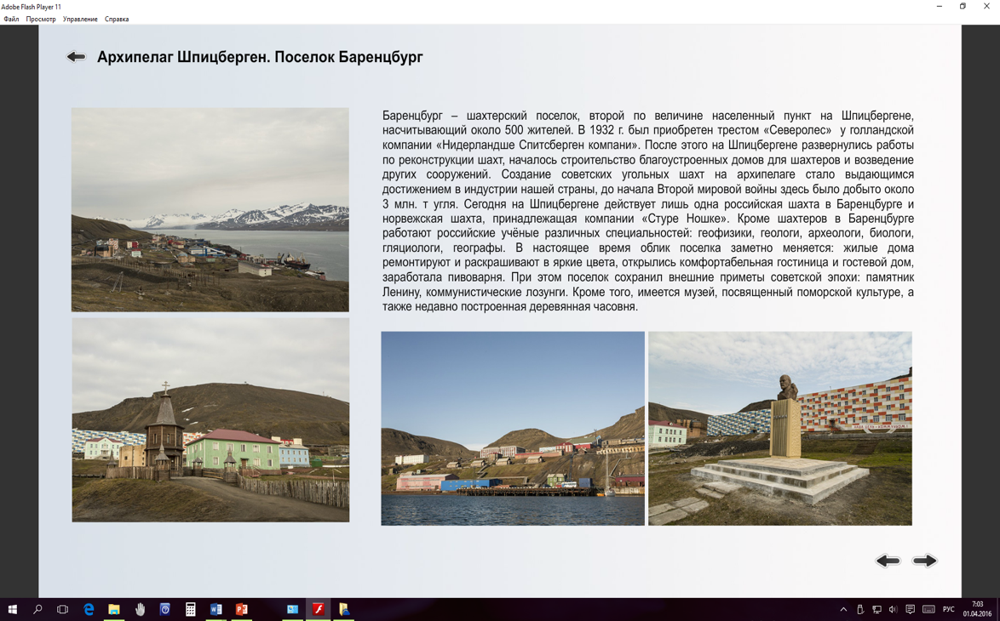 Adobe Flash Player 11
Файл Просмотр Управление Справка
Архипелаг Шпицберген. Поселок Баренцбург
Баренцбург – шахтерский поселок, второй по величине населенный пункт на Шпицбергене,
насчитывающий около 500 жителей. В 1932 г. был приобретен трестом «Северолес» у голландской
компании «Нидерландше Спитсберген компани». После этого на Шпицбергене развернулись работы
по реконструкции шахт, началось строительство благоустроенных домов для шахтеров и возведение
других сооружений. Создание советских угольных шахт на архипелаге стало выдающимся
достижением в индустрии нашей страны, до начала Второй мировой войны здесь было добыто около
3 млн. т угля. Сегодня на Шпицбергене действует лишь одна российская шахта в Баренцбурге и
норвежская шахта, принадлежащая компании «Стуре Ношке». Кроме шахтеров в Баренцбурге
работают российские учёные различных специальностей: геофизики, геологи, археологи, биологи,
гляциологи, географы. В настоящее время облик поселка заметно меняется: жилые дома
ремонтируют и раскрашивают в яркие цвета, открылись комфортабельная гостиница и гостевой дом,
заработала пивоварня. При этом поселок сохранил внешние приметы советской эпохи: памятник
Ленину, коммунистические лозунги. Кроме того, имеется музей, посвященный поморской культуре, а
также недавно построенная деревянная часовня.
НАША ЦЕЛЬ - КОММУНИЗМ!
РУС
7:03
01.04.2016